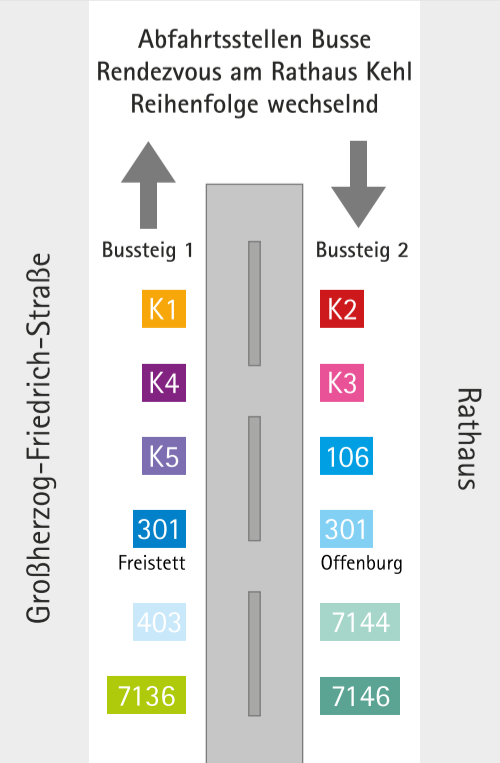 Abfahrtsstellen Busse
Rendezvous am Rathaus Kehl
Reihenfolge wechselnd
Bussteig 1
Bussteig 2
Großherzog-Friedrich-Straße
K1
K4
K5
301
Freistett
403
7136
K2
K3
106
301
Offenburg
7144
7146
Rathaus